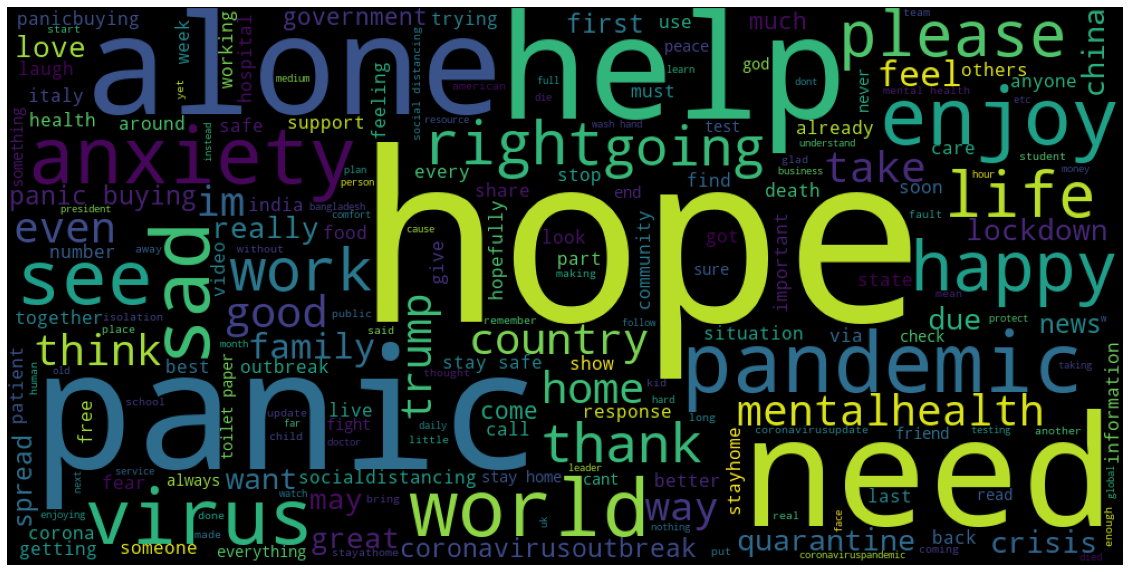 panicbuying
government
trying
first
use
much
please
china
start
team
love
alone
help
week
working
hospital
peace
god
feel
others
laugh
medium
social distancing
full
learn
dont
mental health
anyone
yet
american
die
must
never
enjoy
italy
feeling
resource
etc
health
around
safe
support
wash hand
test
already
care
something
anxiety
instead
right
going
understand
every
stop
glad
business
student
find
death
take
soon
plan
person
panic buying
im
india
share
end
hour
money
life
president
bangladesh
comfort
hope
food
even
really
cause
look
got
fault
lockdown
number
away
without
video
give
hopefully
part
making
community
sure
important
state
happy
see
sad
work
mean
together
isolation
good
public
said
remember
follow
situation
via
due
news
w
place
trump
country
check
protect
think
month
family
stay safe
show
pandemic
taking
best
outbreak
thought
kid
spread
patient
human
old
toilet paper
home
hard
long
panic
free
school
update
far
live
fight
come
call
response
mentalhealth
information
child
doctor
daily
little
thank
coronavirusupdate
testing
another
need
friend
stayhome
next
service
always
fear
want
socialdistancing
stay home
leader
cant
better
enjoying
watch
bring
virus
may
world
way
last
read
real
face
enough
global
corona
done
made
great
uk
nothing
getting
someone
everything
stayathome
coronavirusoutbreak
put
quarantine
back
coming
crisis
coronaviruspandemic
died